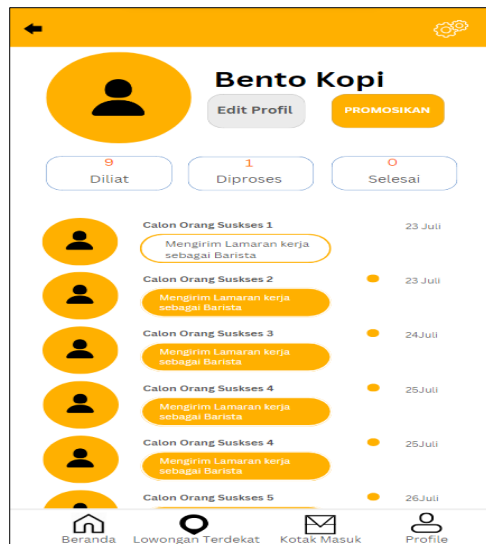 Bento Kopi
Edit Profil
PROMOSIKAN
9
Diliat
1
Diproses
0
Selesai
Calon Orang Suskses 1
23 Juli
Mengirim Lamaran kerja
sebagai Barista
Calon Orang Suskses 2
23 Juli
Mengirim Lamaran kerja
sebagai Barista
Calon Orang Suskses 3
24Juli
Mengirim Lamaran kerja
sebagai Barista
Calon Orang Suskses 4
25Juli
Mengirim Lamaran kerja
sebagai Barista
Calon Orang Suskses 4
25Juli
Mengirim Lamaran kerja
sebagai Barista
Calon Orang Suskses 5
26Juli
Beranda
Lowongan Terdekat
Kotak Masuk
Profile